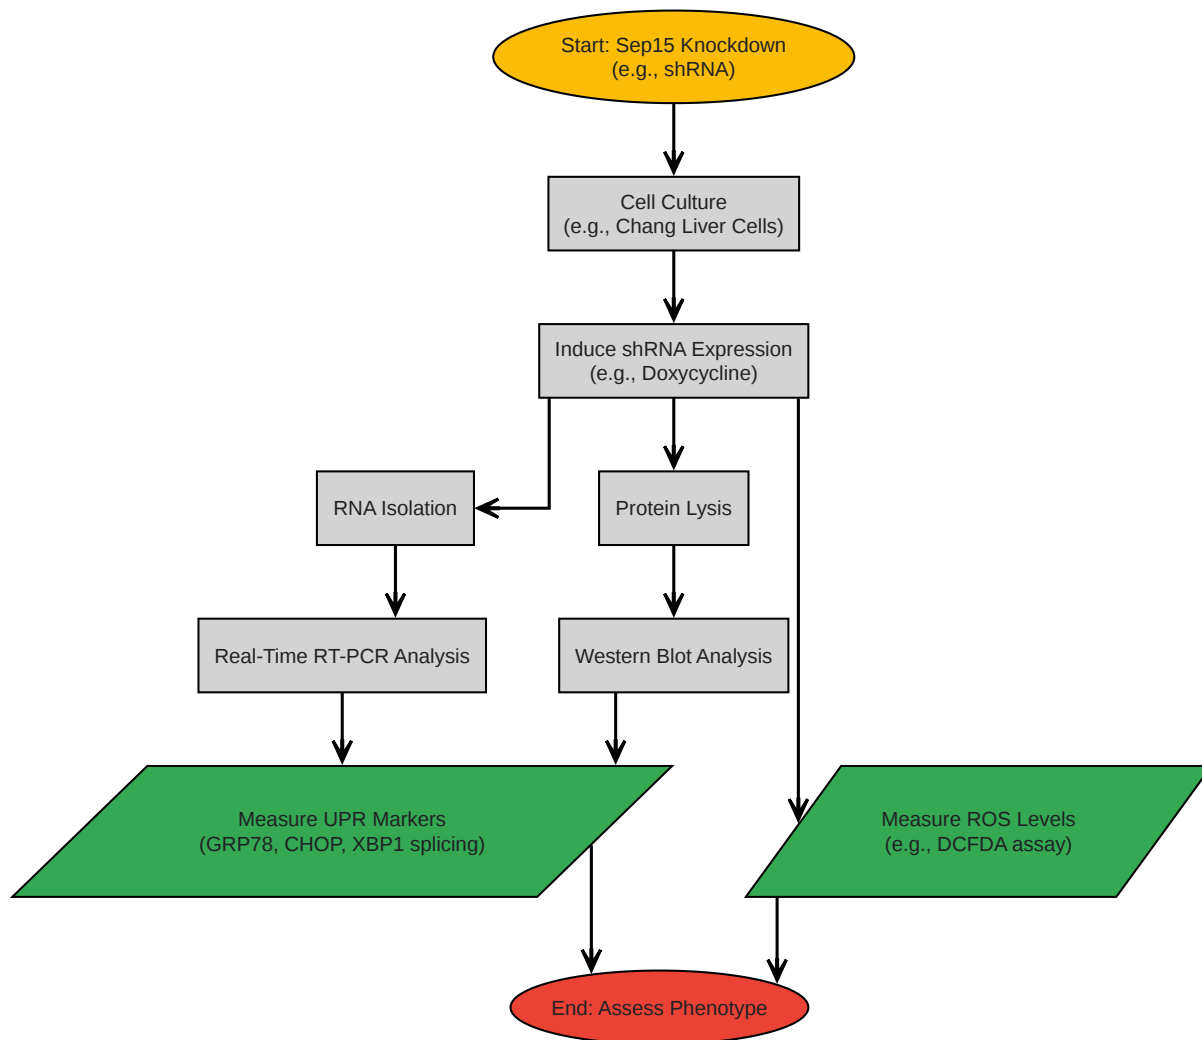 Start: Sep15 Knockdown
(e.g., shRNA)
Cell Culture
(e.g., Chang Liver Cells)
Induce shRNA Expression
(e.g., Doxycycline)
RNA Isolation
Protein Lysis
Real-Time RT-PCR Analysis
Western Blot Analysis
Measure UPR Markers
(GRP78, CHOP, XBP1 splicing)
Measure ROS Levels
(e.g., DCFDA assay)
End: Assess Phenotype